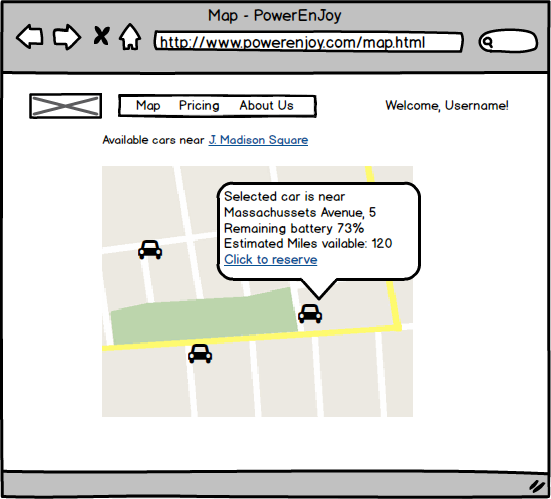 Map - PowerEnJoy
http://www.powerenjoy.com/map.html
Map Pricing About Us
Welcome, Username!
Available cars near J. Madison Square
Selected car is near
Massachussets Avenue, 5
Remaining battery 73%
Estimated Miles vailable: 120
Click to reserve